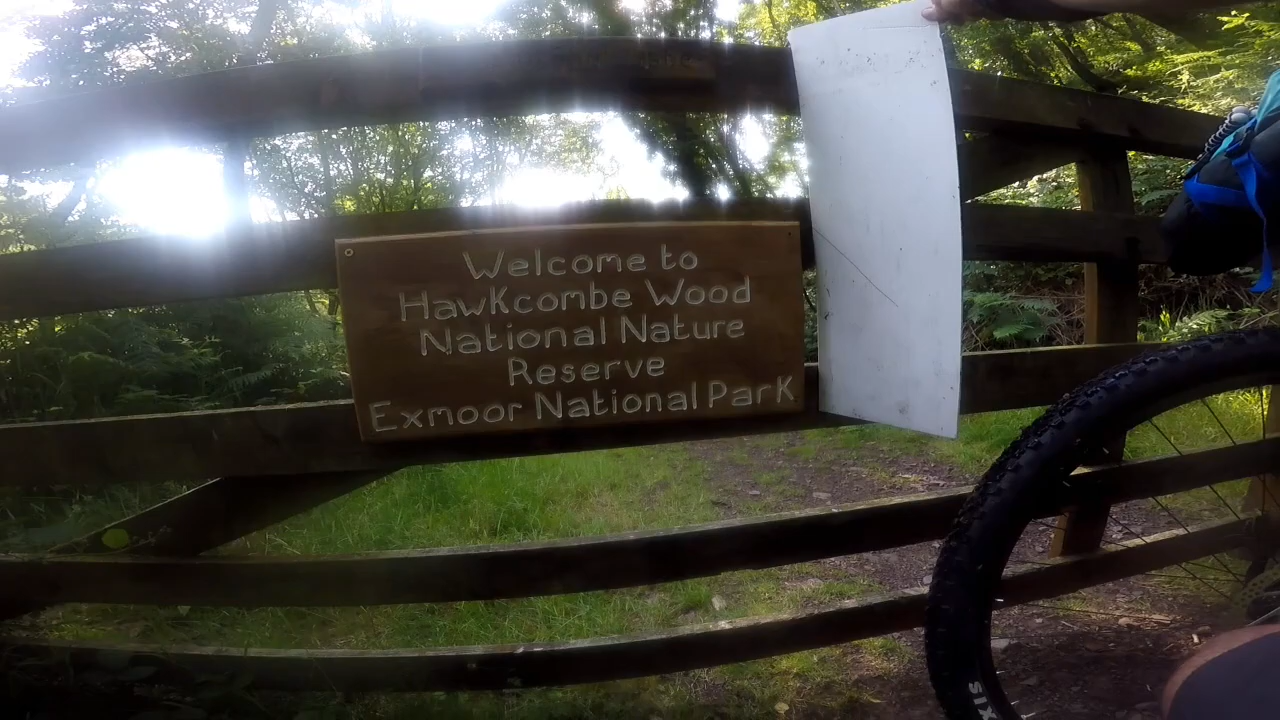 Welcome to
HawKcombe Wood
National Nature
Reserve
Exmoor National ParK